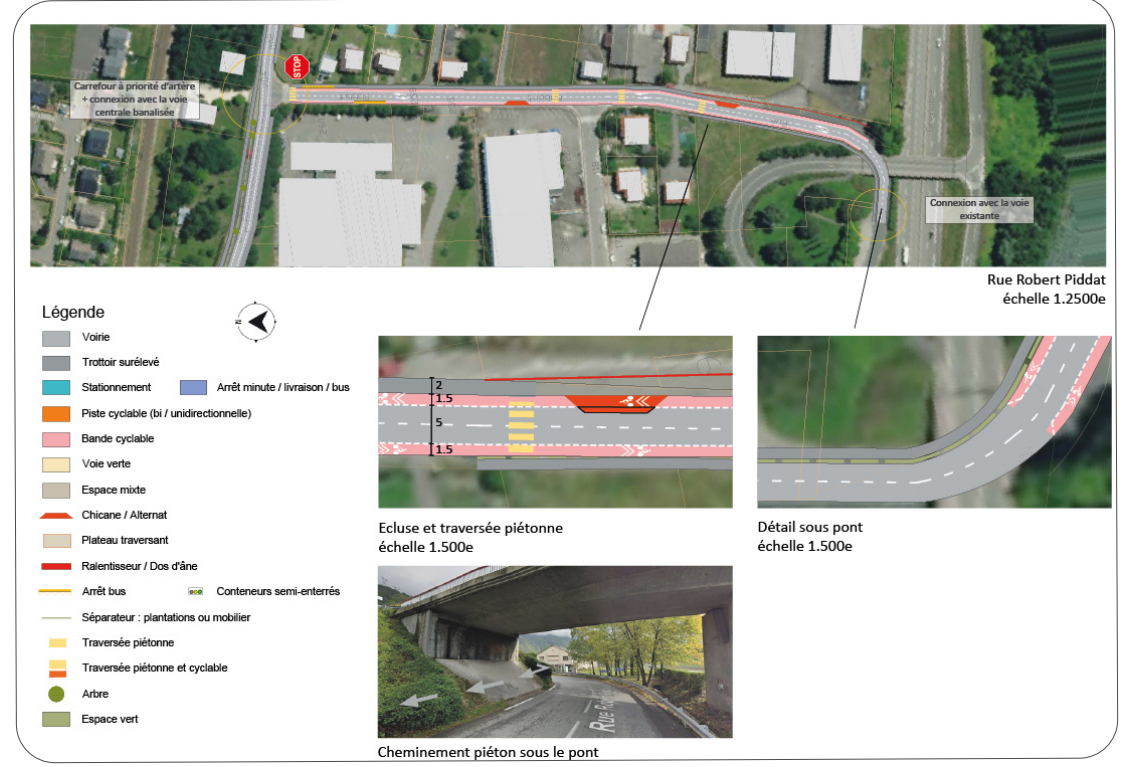 STOP
Carrefour à priorité d'artère
+ connexion avec la voie
centrale banalisée
Connexion avec la voie
existante
Rue Robert Piddat
échelle 1.2500e
Légende
Voirie
Trottoir surélevé
Stationnement
Arrêt minute / livraison / bus
Piste cyclable (bi / unidirectionnelle)
Bande cyclable
Voie verte
Espace mixte
Chicane / Alternat
Plateau traversant
Ralentisseur / Dos d'âne
Arrêt bus
Conteneurs semi-enterrés
Séparateur : plantations ou mobilier
Traversée piétonne
Traversée piétonne et cyclable
Arbre
Espace vert
2
1.5
5
1.5
Ecluse et traversée piétonne
échelle 1.500e
Détail sous pont
échelle 1.500e
Cheminement piéton sous le pont